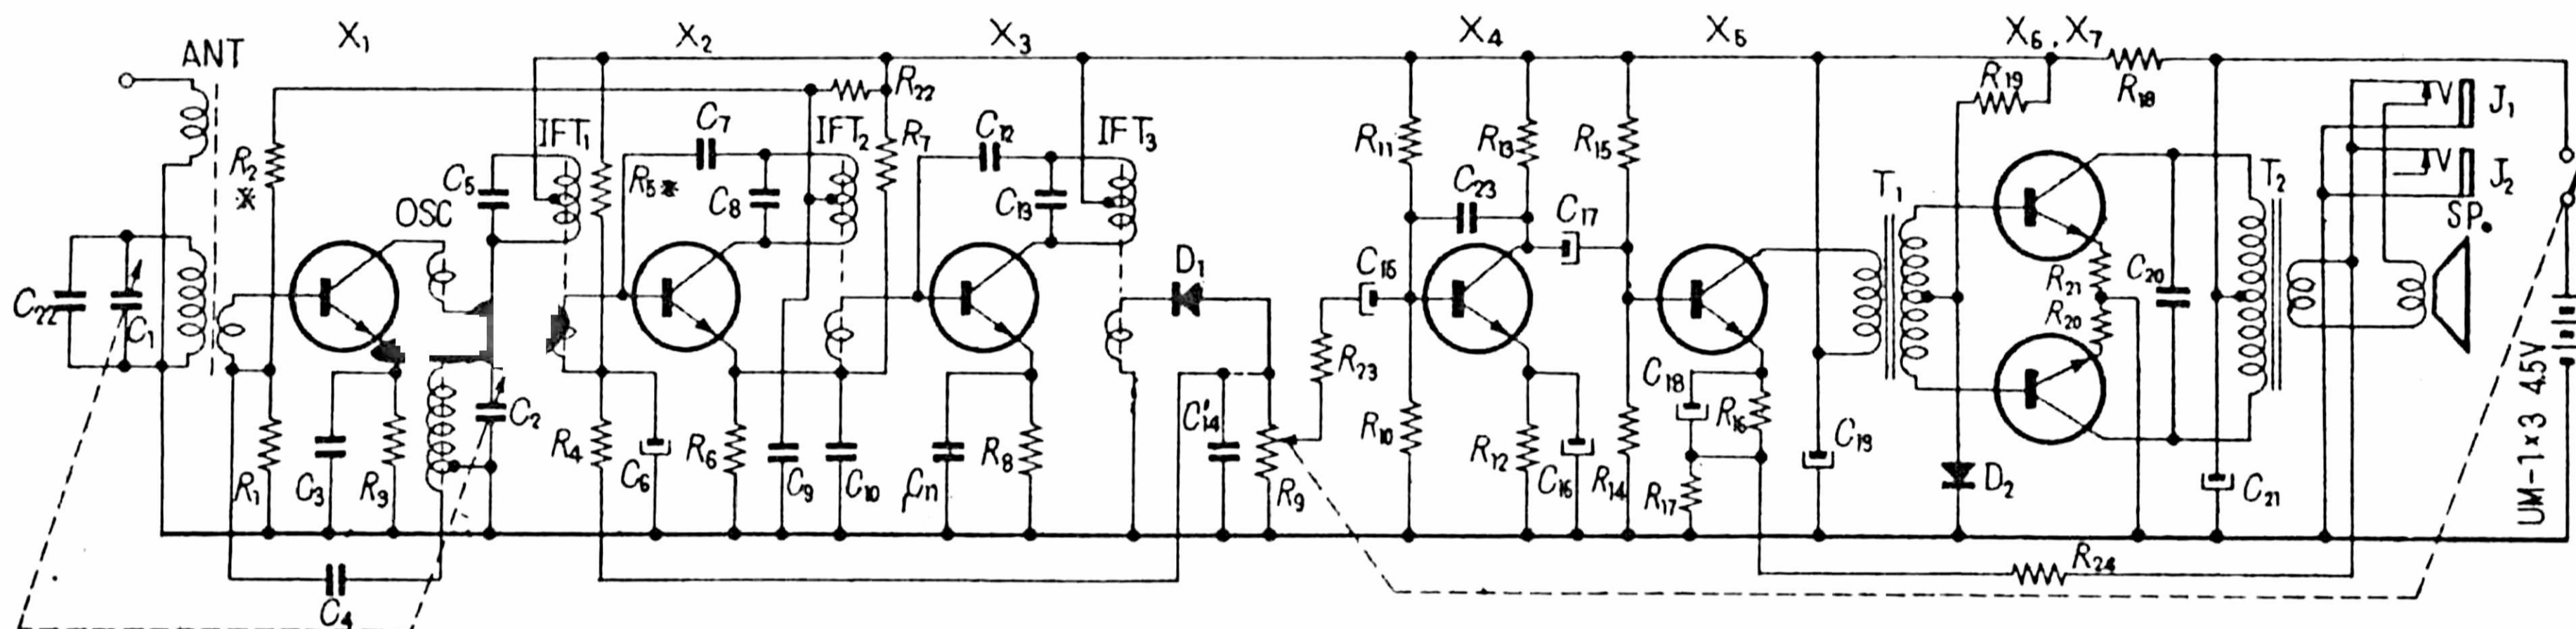 ANT X₁ X₂ X₃ X₄ X₅ X₆, X₇
R₂₂ R₁₉ R₁₈ J₁
R₂ ※ C₅ IFT₁ R₅※ C₇ IFT₂ R₇ C₁₂ IFT₃ R₁₁ R₁₃ R₁₅
OSC C₈ C₁₃ C₂₃ C₁₇ T₁ T₂ J₂
SP.
C₂₂ C₁ D₁ C₁₅ R₂₁ C₂₀
R₂₀
C₂ R₂₃ C₁₈ R₁₆
R₁ C₃ R₃ R₄ C₆ R₆ C₉ C₁₀ C₁₁ R₈ C₁₄ R₉ R₁₀ R₁₂ C₁₆ R₁₄ R₁₇ C₁₉ D₂ C₂₁
UM-1×3 4.5V
C₄ R₂₄